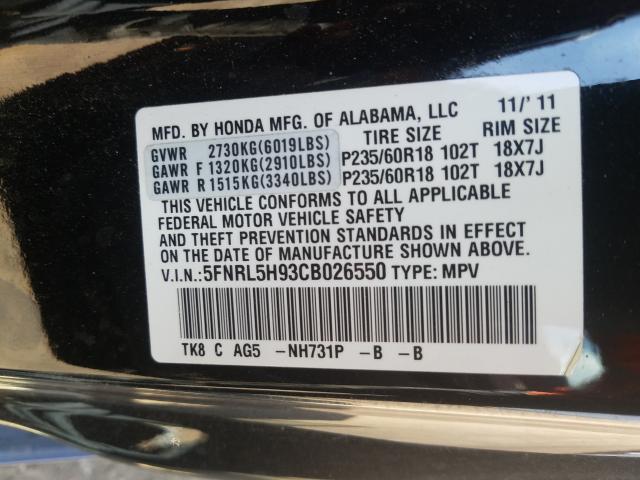 MFD. BY HONDA MFG. OF ALABAMA, LLC 11/'11
GVWR 2730KG(6019LBS) TIRE SIZE RIM SIZE
GAWR F 1320KG(2910LBS) P235/60R18 102T 18X7J
GAWR R 1515KG(3340LBS) P235/60R18 102T 18X7J
THIS VEHICLE CONFORMS TO ALL APPLICABLE
FEDERAL MOTOR VEHICLE SAFETY
AND THEFT PREVENTION STANDARDS IN EFFECT
ON THE DATE OF MANUFACTURE SHOWN ABOVE.
V.I.N.:5FNRL5H93CB026550 TYPE: MPV
TK8 C AG5 -NH731P -B -B